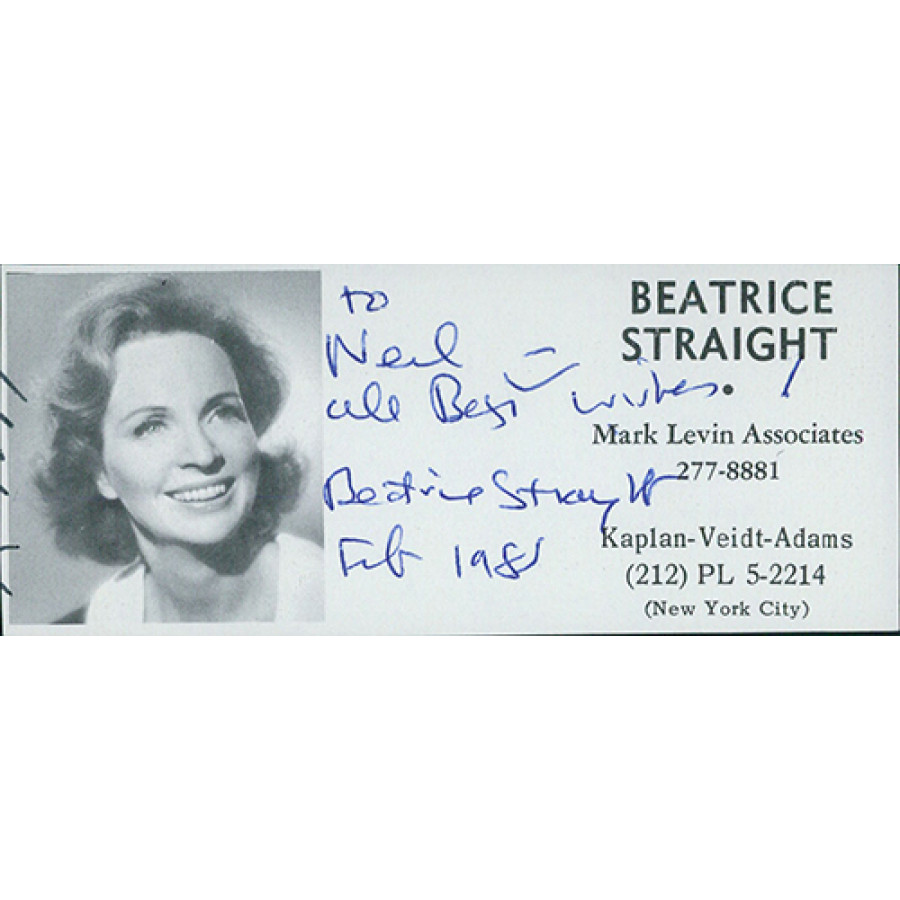 to
Neil –
all Best wishes!
Beatrice Straight
Feb
BEATRICE
STRAIGHT
Mark Levin Associates
277-8881
Kaplan-Veidt-Adams
(212) PL 5-2214
(New York City)